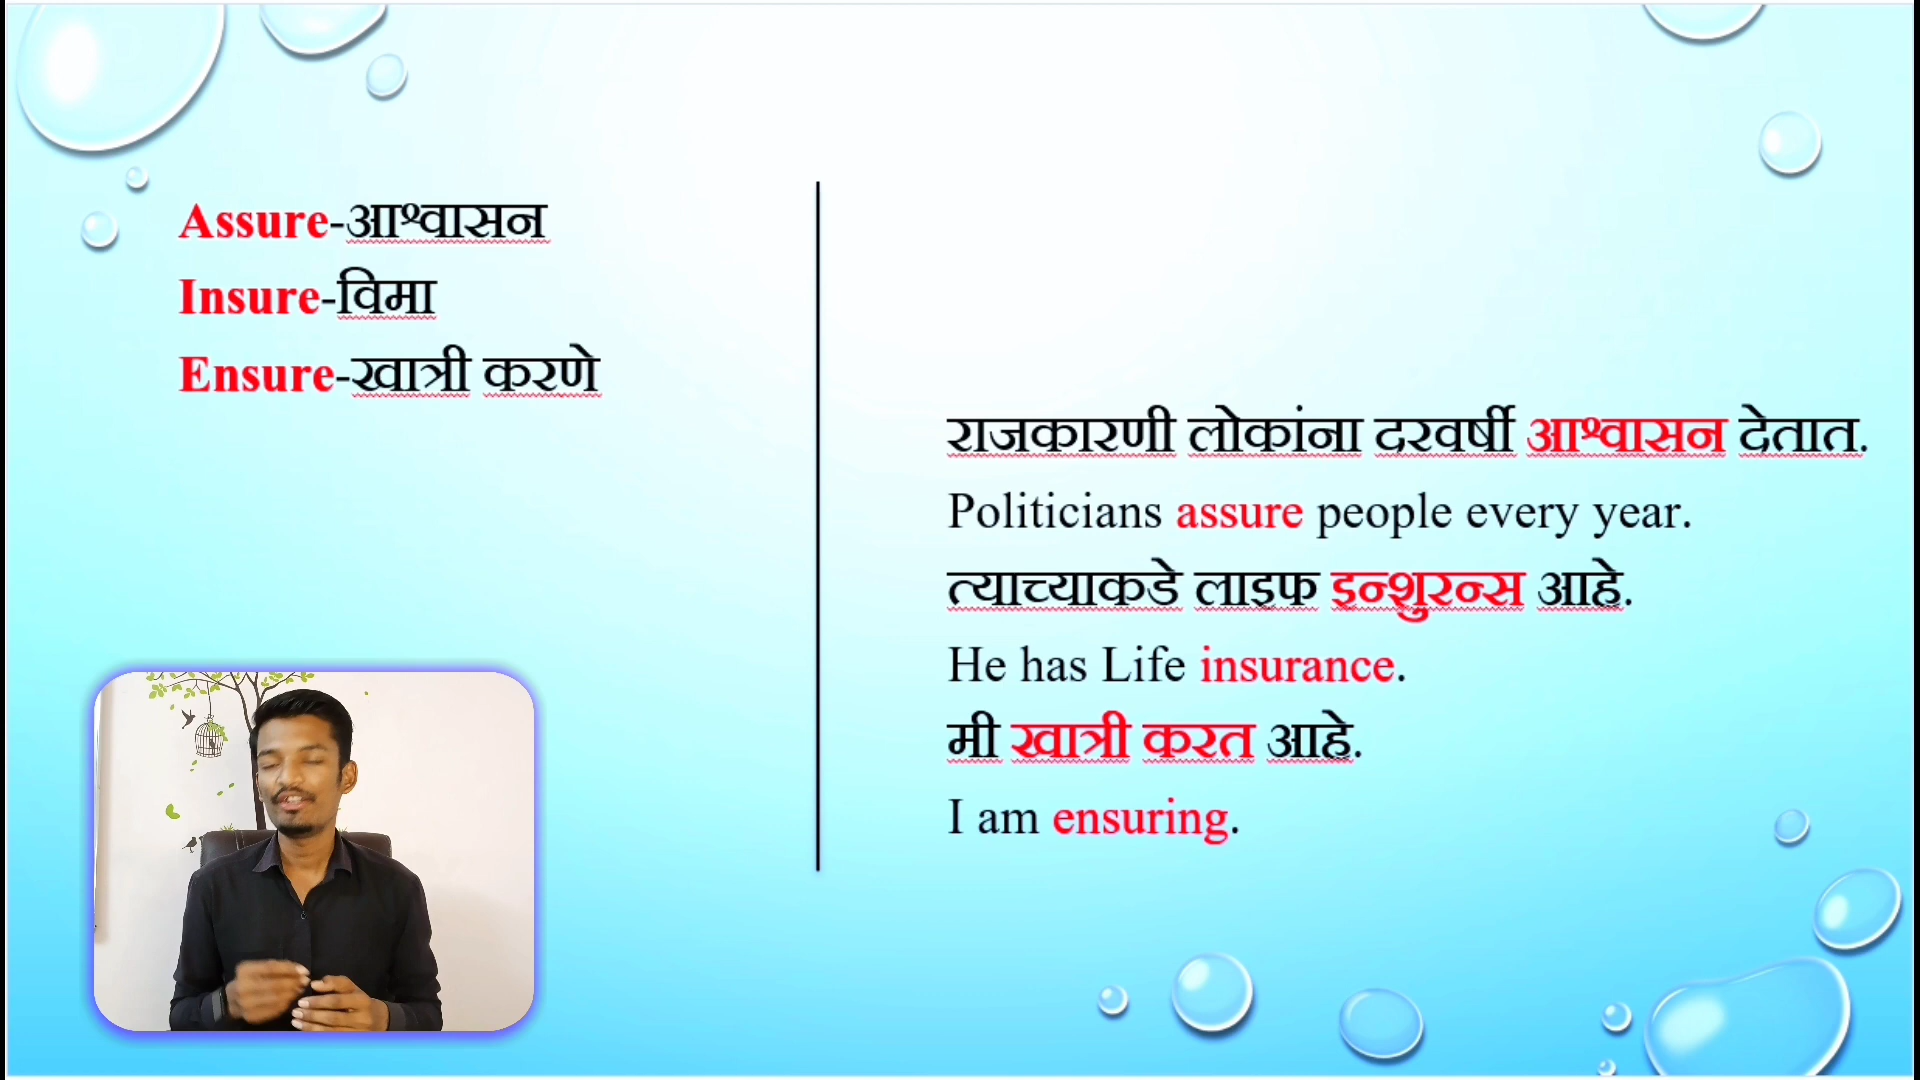 Assure-आश्वासन
Insure-विमा
Ensure-खात्री करणे
राजकारणी लोकांना दरवर्षी आश्वासन देतात.
Politicians assure people every year.
त्याच्याकडे लाइफ इन्शुरन्स आहे.
He has Life insurance.
मी खात्री करत आहे.
I am ensuring.